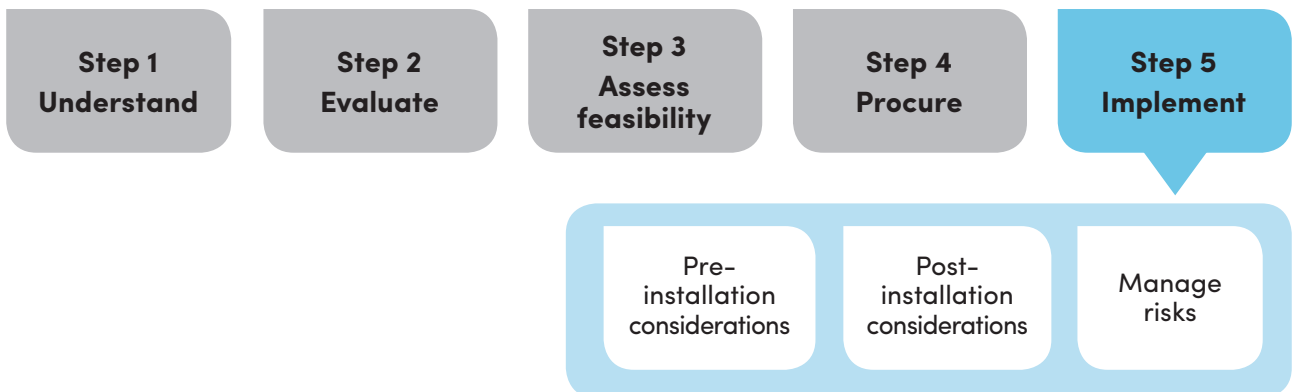 Step 1
Understand
Step 2
Evaluate
Step 3
Assess
feasibility
Step 4
Procure
Step 5
Implement
Pre-
installation
considerations
Post-
installation
considerations
Manage
risks